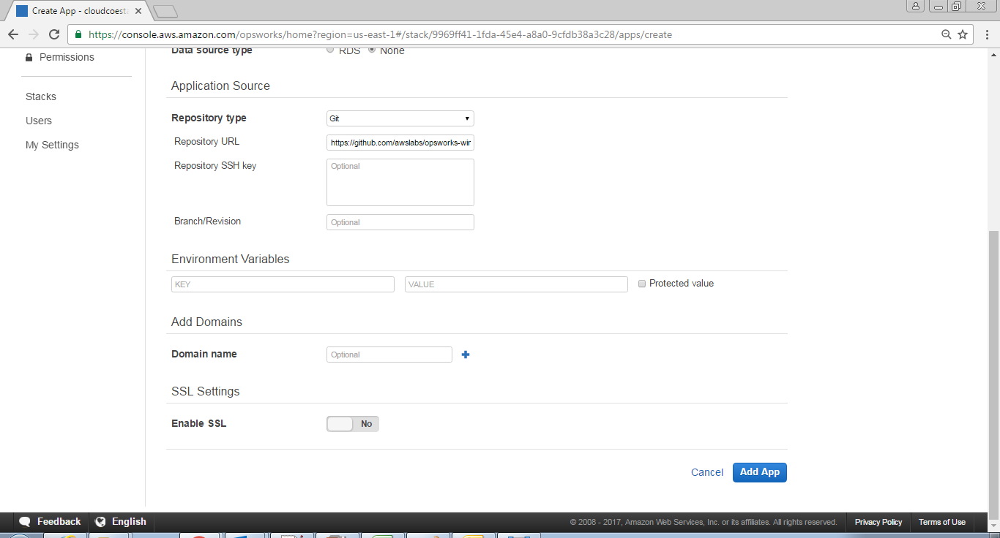 Create App - cloudcoesta
https://console.aws.amazon.com/opsworks/home?region=us-east-1#/stack/9969ff41-1fda-45e4-a8a0-9cfdb38a3c28/apps/create
Permissions
Stacks
Users
My Settings
Data source type RDS None
Application Source
Repository type Git
Repository URL https://github.com/awslabs/opsworks-wir
Repository SSH key Optional
Branch/Revision Optional
Environment Variables
KEY VALUE Protected value
Add Domains
Domain name Optional
SSL Settings
Enable SSL No
Cancel Add App
Feedback English © 2008 - 2017, Amazon Web Services, Inc. or its affiliates. All rights reserved. Privacy Policy Terms of Use